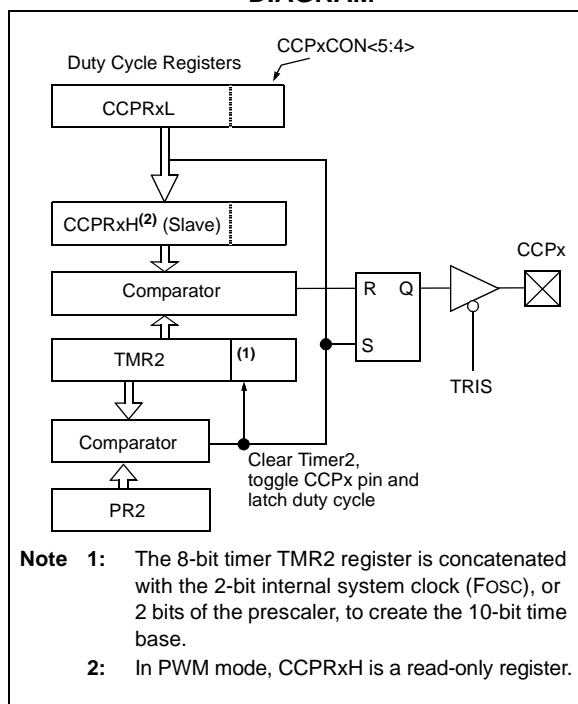 DIAGRAM
CCPxCON<5:4>
Duty Cycle Registers
CCPRxL
CCPRxH(2) (Slave)
CCPx
Comparator
R Q
TMR2 (1)
S
TRIS
Comparator
Clear Timer2,
toggle CCPx pin and
latch duty cycle
PR2
Note 1: The 8-bit timer TMR2 register is concatenated
with the 2-bit internal system clock (FOSC), or
2 bits of the prescaler, to create the 10-bit time
base.
2: In PWM mode, CCPRxH is a read-only register.